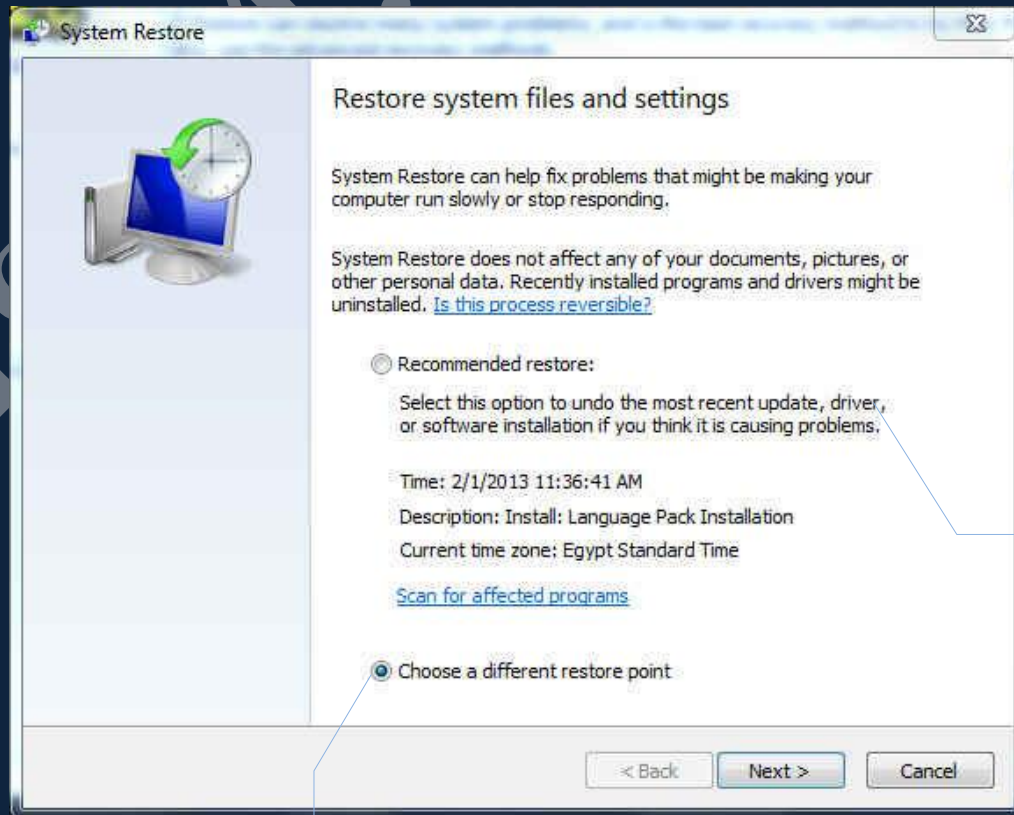 System Restore
Restore system files and settings
System Restore can help fix problems that might be making your
computer run slowly or stop responding.
System Restore does not affect any of your documents, pictures, or
other personal data. Recently installed programs and drivers might be
uninstalled. Is this process reversible?
Recommended restore:
Select this option to undo the most recent update, driver,
or software installation if you think it is causing problems.
Time: 2/1/2013 11:36:41 AM
Description: Install: Language Pack Installation
Current time zone: Egypt Standard Time
Scan for affected programs
Choose a different restore point
< Back Next > Cancel